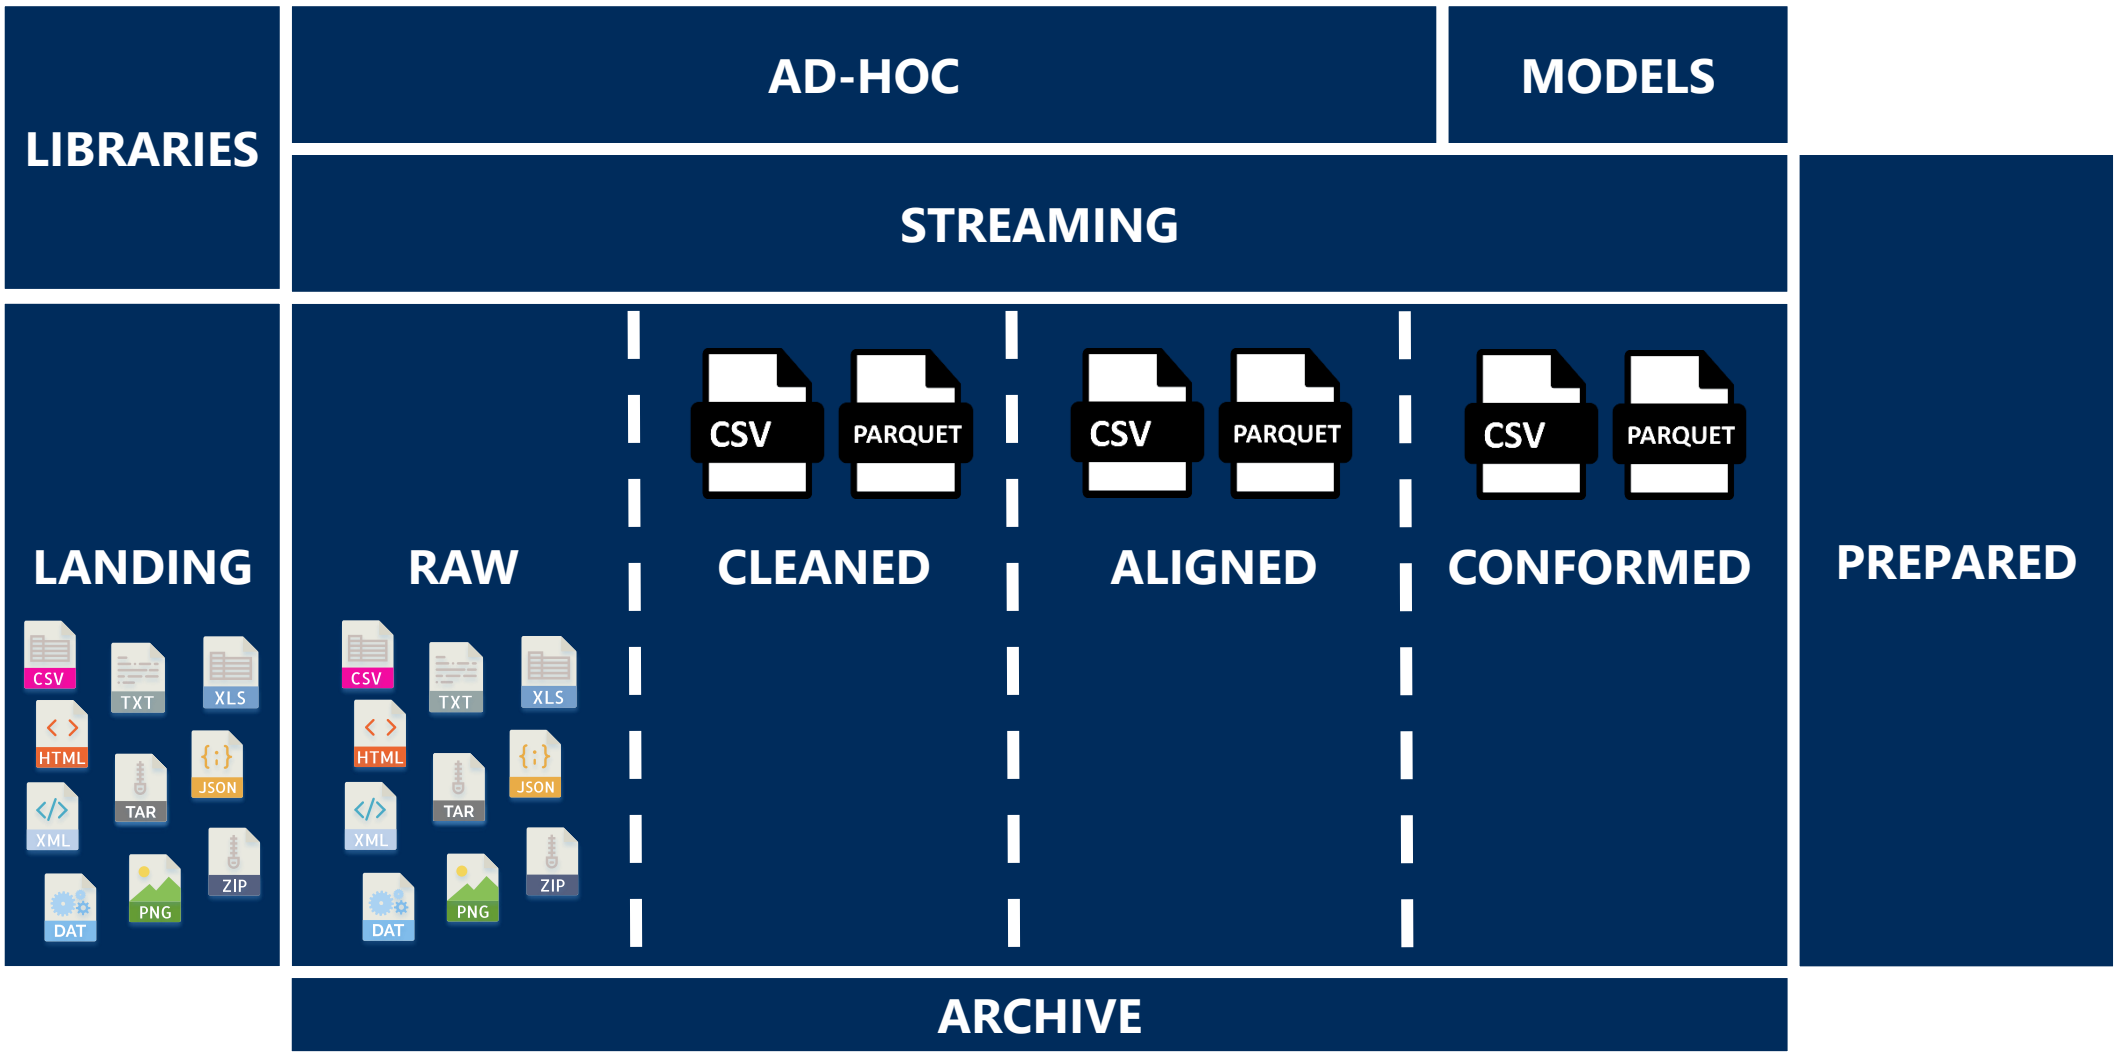 LIBRARIES
AD-HOC
MODELS
STREAMING
LANDING
CSV
TXT
XLS
HTML
JSON
TAR
XML
ZIP
PNG
DAT
RAW
CSV
TXT
XLS
HTML
JSON
TAR
XML
ZIP
PNG
DAT
CSV
PARQUET
CLEANED
CSV
PARQUET
ALIGNED
CSV
PARQUET
CONFORMED
PREPARED
ARCHIVE